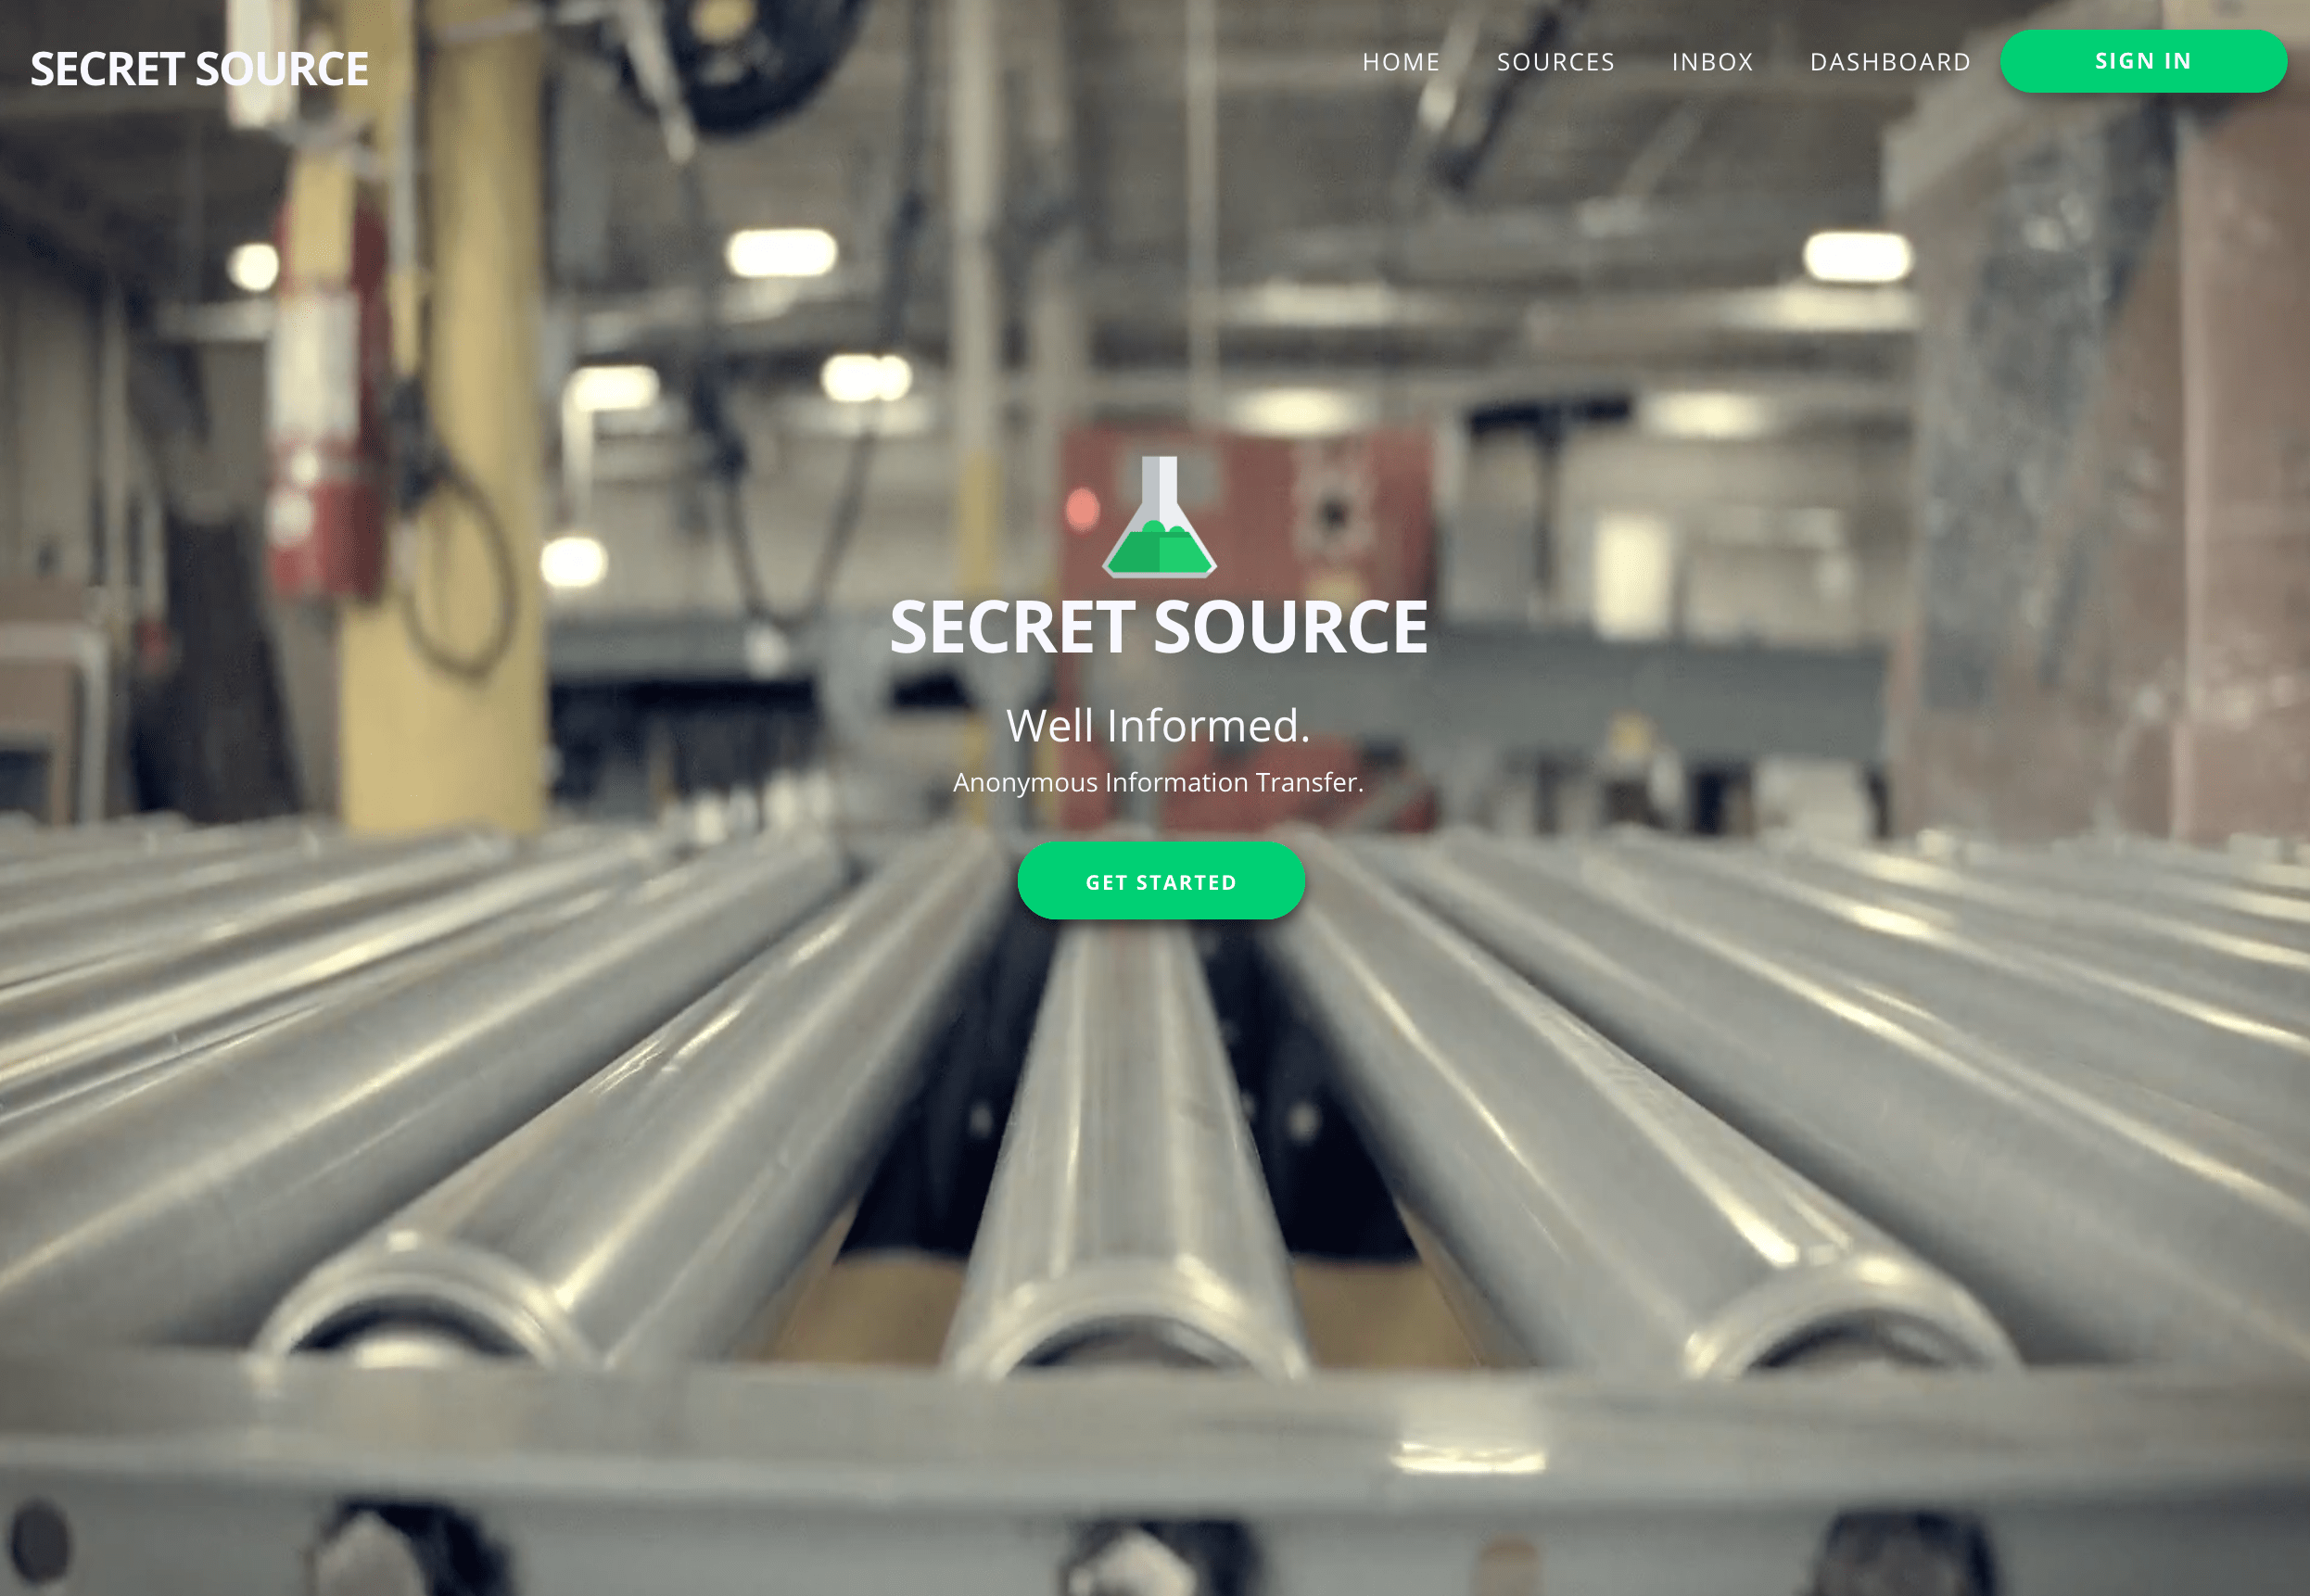 SECRET SOURCE
HOME
SOURCES
INBOX
DASHBOARD
SIGN IN
SECRET SOURCE
Well Informed.
Anonymous Information Transfer.
GET STARTED